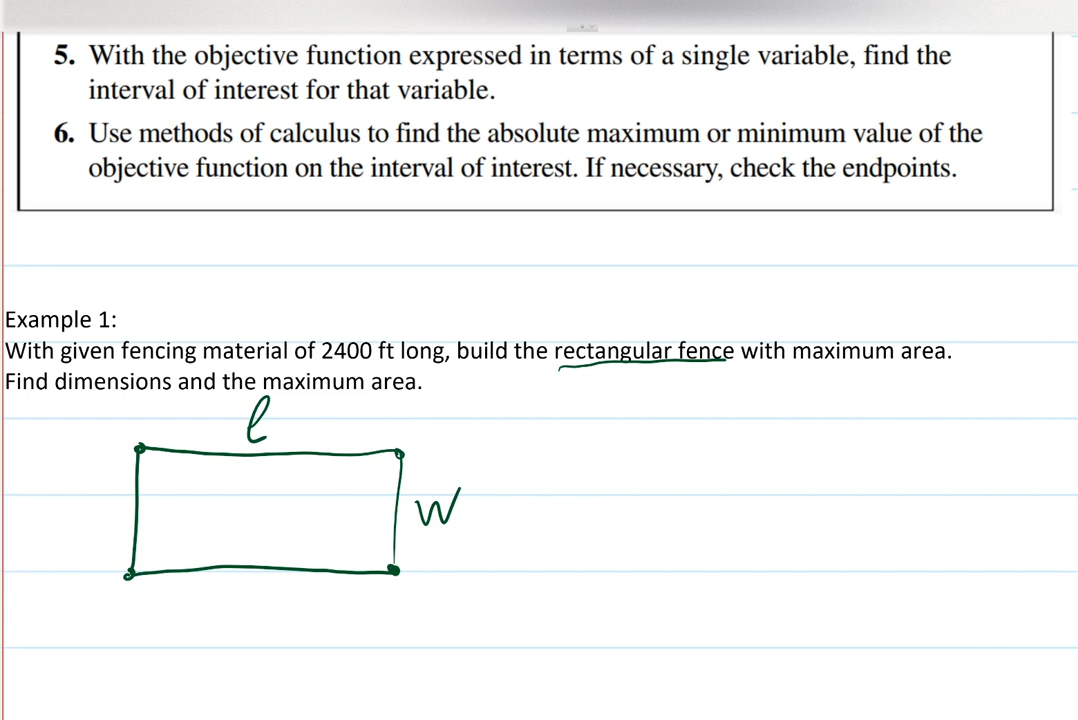 5. With the objective function expressed in terms of a single variable, find the
interval of interest for that variable.
6. Use methods of calculus to find the absolute maximum or minimum value of the
objective function on the interval of interest. If necessary, check the endpoints.
Example 1:
With given fencing material of 2400 ft long, build the rectangular fence with maximum area.
Find dimensions and the maximum area.
l
W